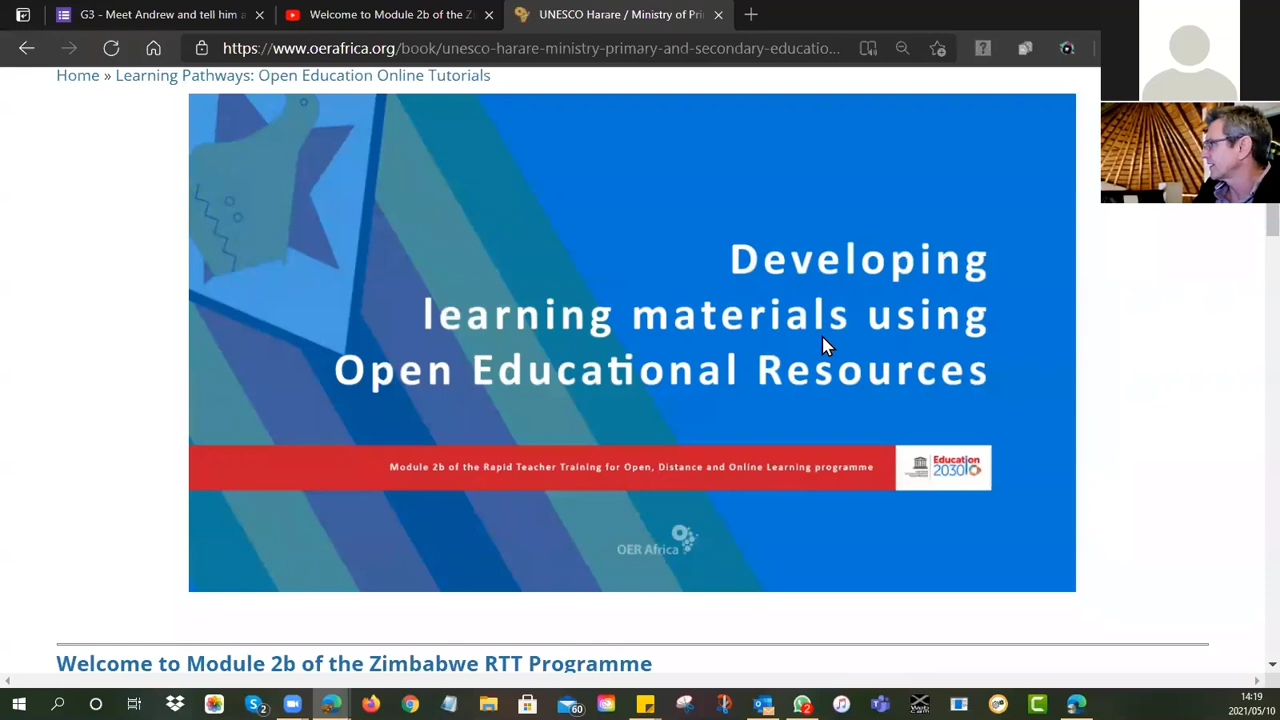 G3 - Meet Andrew and tell him a
Welcome to Module 2b of the Z
UNESCO Harare / Ministry of Pri
https://www.oerafrica.org/book/unesco-harare-ministry-primary-and-secondary-educatio...
Home » Learning Pathways: Open Education Online Tutorials
Developing
learning materials using
Open Educational Resources
Module 2b of the Rapid Teacher Training for Open, Distance and Online Learning programme
Education
2030
OER Africa
Welcome to Module 2b of the Zimbabwe RTT Programme
2
60
2
14:19
2021/05/10